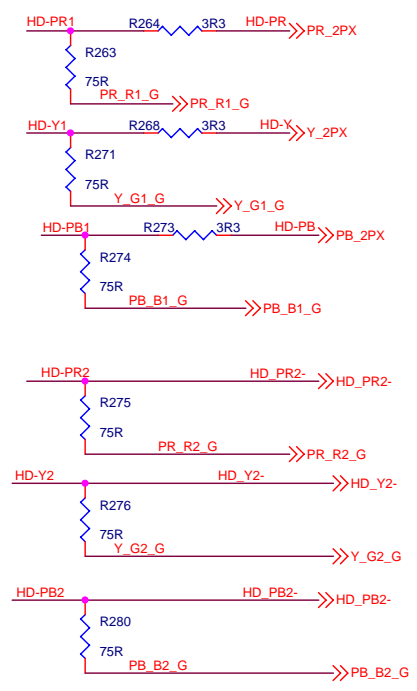 HD-PR1 R264 3R3 HD-PR PR_2PX
R263
75R
PR_R1_G PR_R1_G
HD-Y1 R268 3R3 HD-Y Y_2PX
R271
75R
Y_G1_G Y_G1_G
HD-PB1 R273 3R3 HD-PB PB_2PX
R274
75R
PB_B1_G PB_B1_G
HD-PR2 HD_PR2- HD_PR2-
R275
75R
PR_R2_G PR_R2_G
HD-Y2 HD_Y2- HD_Y2-
R276
75R
Y_G2_G Y_G2_G
HD-PB2 HD_PB2- HD_PB2-
R280
75R
PB_B2_G PB_B2_G